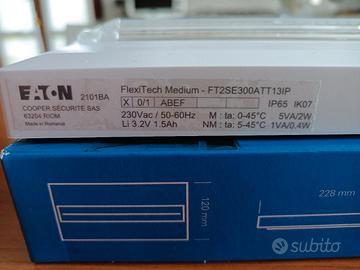 EATON 2101BA
COOPER SÉCURITÉ SAS
63204 RIOM
Made in Romania
FlexiTech Medium - FT2SE300ATT13IP
X 0/1 ABEF IP65 IK07
230Vac / 50-60Hz M : ta: 0-45°C 5VA/2W
Li 3.2V 1.5Ah NM : ta: 5-45°C 1VA/0.4W
120 mm
228 mm
subito